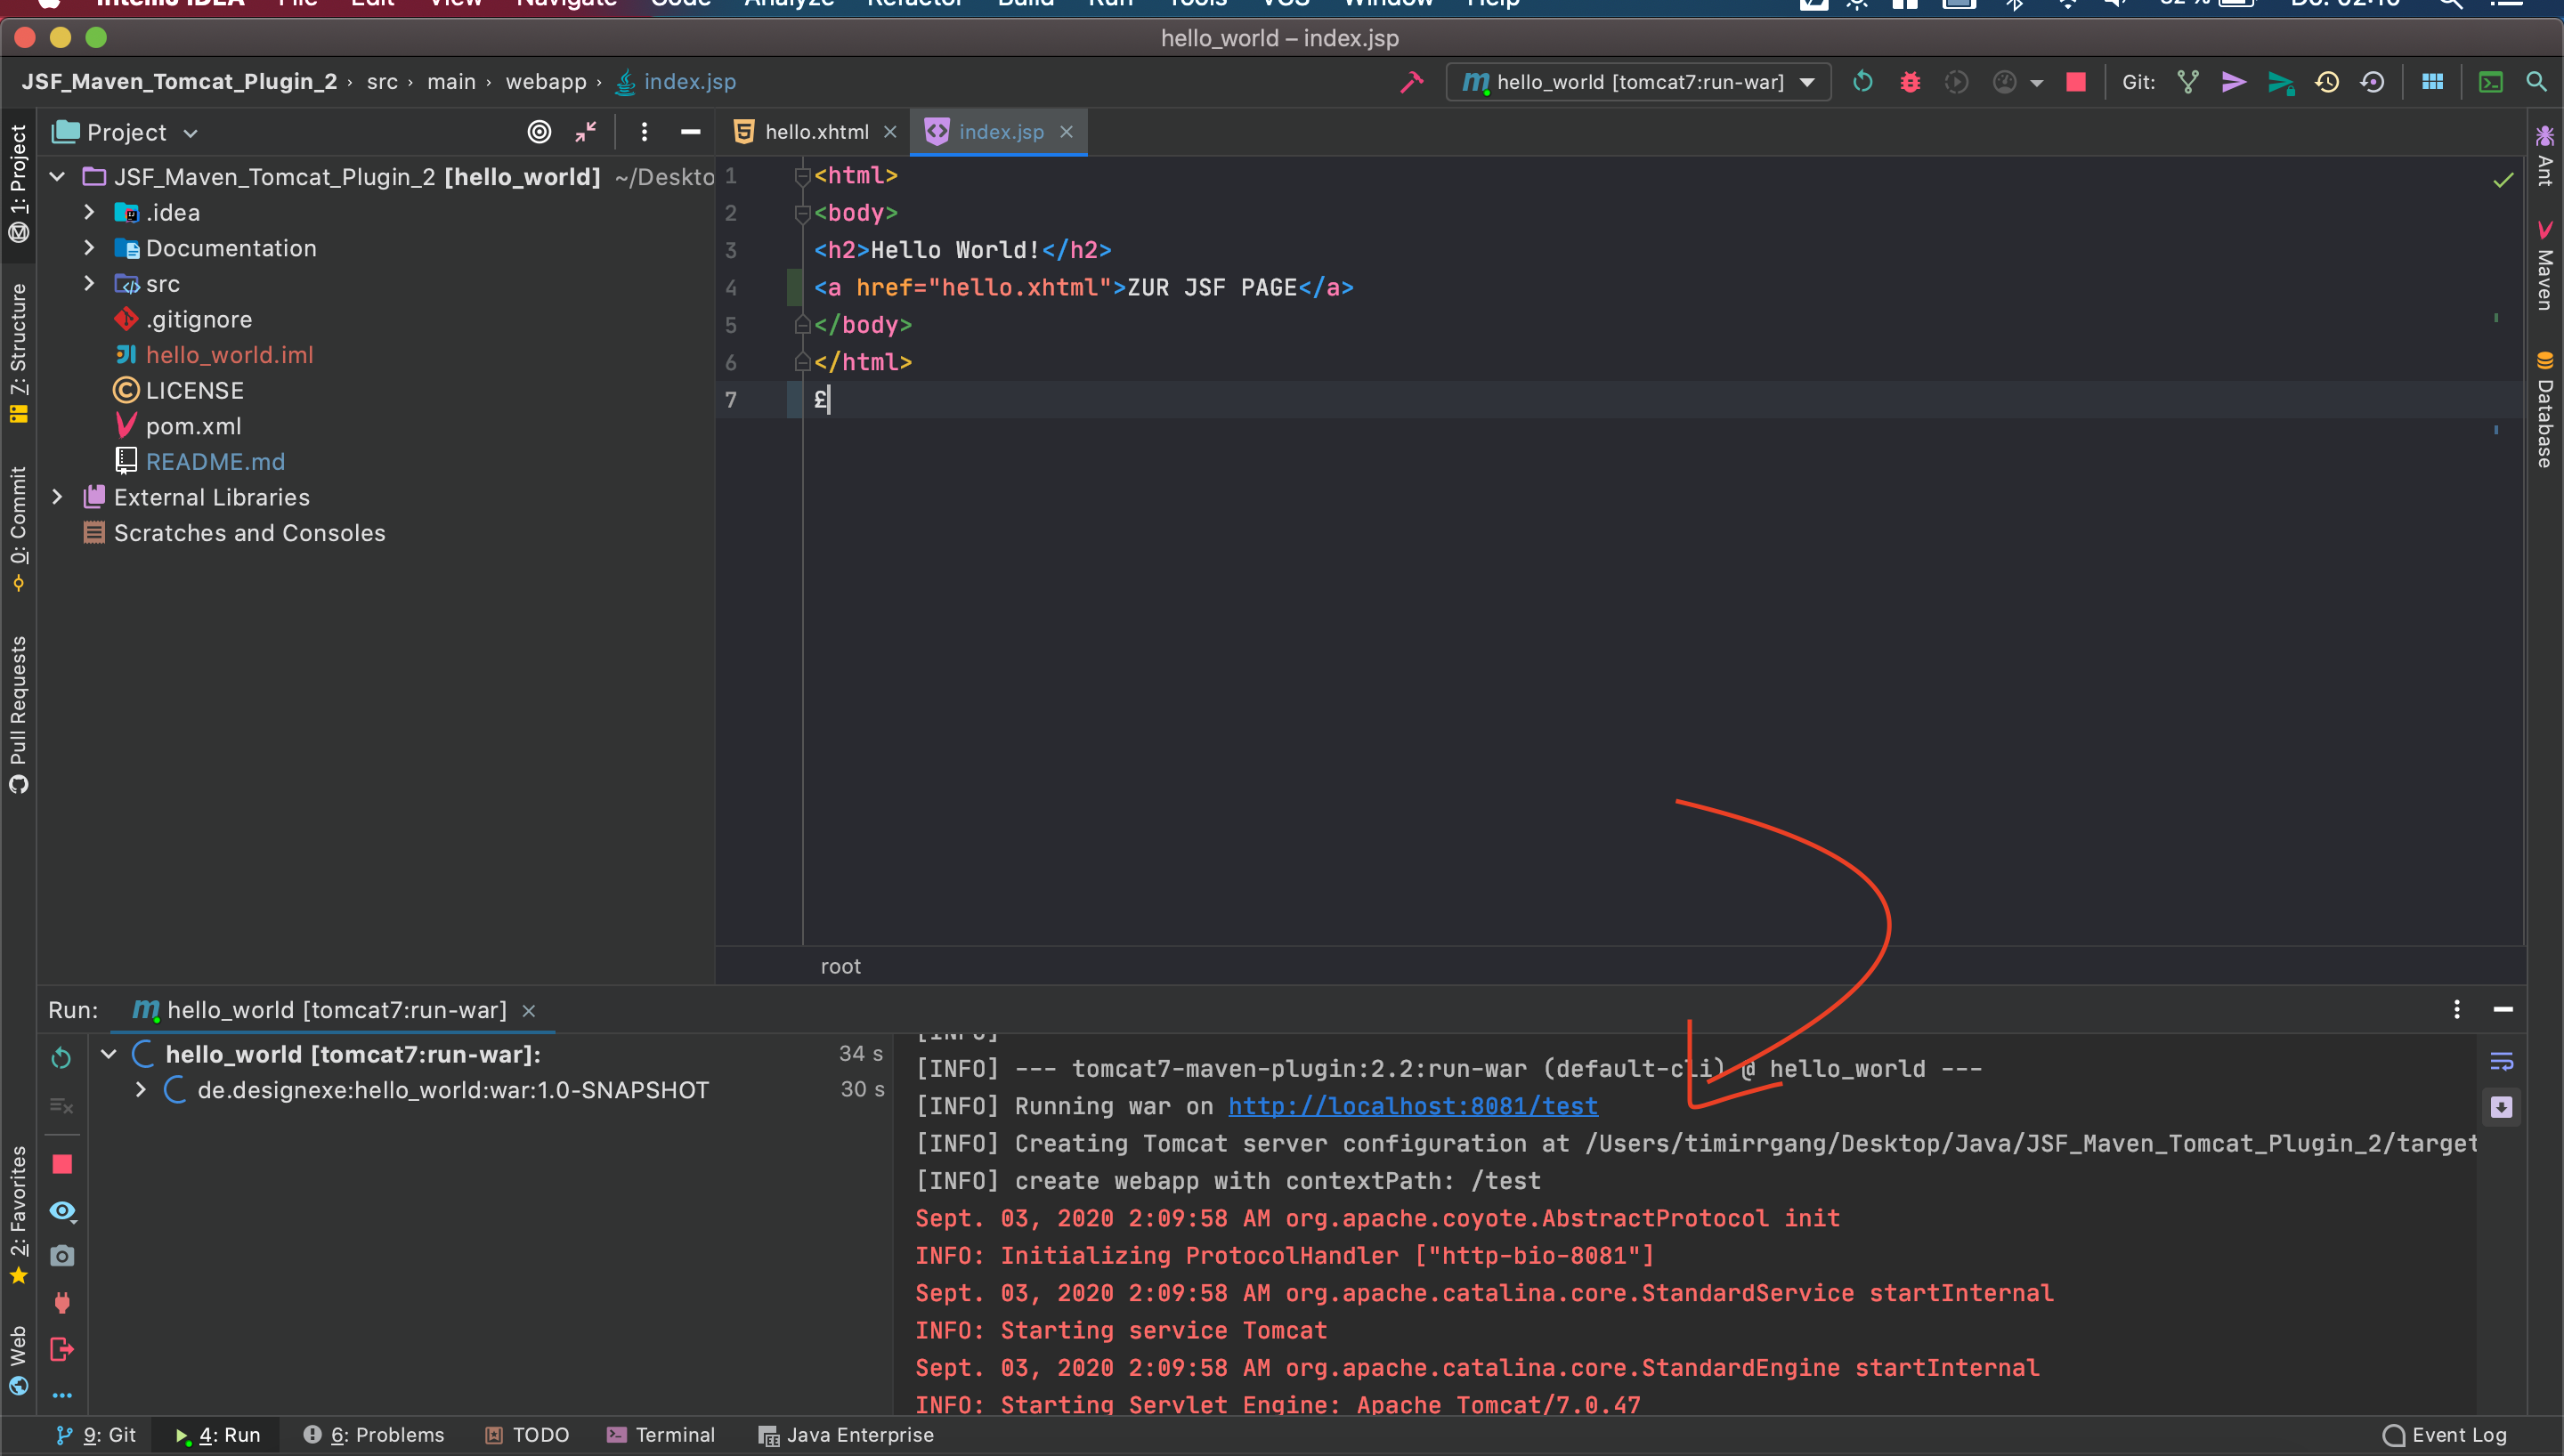 IntelliJ IDEA File Edit View Navigate Code Analyze Refactor Build Run Tools VCS Window Help
hello_world – index.jsp
JSF_Maven_Tomcat_Plugin_2 › src › main › webapp › index.jsp
hello_world [tomcat7:run-war]
Git:
1: Project
Z: Structure
0: Commit
Pull Requests
2: Favorites
Web
Project
JSF_Maven_Tomcat_Plugin_2 [hello_world] ~/Deskto
.idea
Documentation
src
.gitignore
hello_world.iml
LICENSE
pom.xml
README.md
External Libraries
Scratches and Consoles
hello.xhtml
index.jsp
1 <html>
2 <body>
3 <h2>Hello World!</h2>
4 <a href="hello.xhtml">ZUR JSF PAGE</a>
5 </body>
6 </html>
7 £
root
Ant
Maven
Database
Run: hello_world [tomcat7:run-war]
hello_world [tomcat7:run-war]: 34 s
de.designexe:hello_world:war:1.0-SNAPSHOT 30 s
[INFO]
[INFO] --- tomcat7-maven-plugin:2.2:run-war (default-cli) @ hello_world ---
[INFO] Running war on http://localhost:8081/test
[INFO] Creating Tomcat server configuration at /Users/timirrgang/Desktop/Java/JSF_Maven_Tomcat_Plugin_2/target
[INFO] create webapp with contextPath: /test
Sept. 03, 2020 2:09:58 AM org.apache.coyote.AbstractProtocol init
INFO: Initializing ProtocolHandler ["http-bio-8081"]
Sept. 03, 2020 2:09:58 AM org.apache.catalina.core.StandardService startInternal
INFO: Starting service Tomcat
Sept. 03, 2020 2:09:58 AM org.apache.catalina.core.StandardEngine startInternal
INFO: Starting Servlet Engine: Apache Tomcat/7.0.47
9: Git
4: Run
6: Problems
TODO
Terminal
Java Enterprise
Event Log